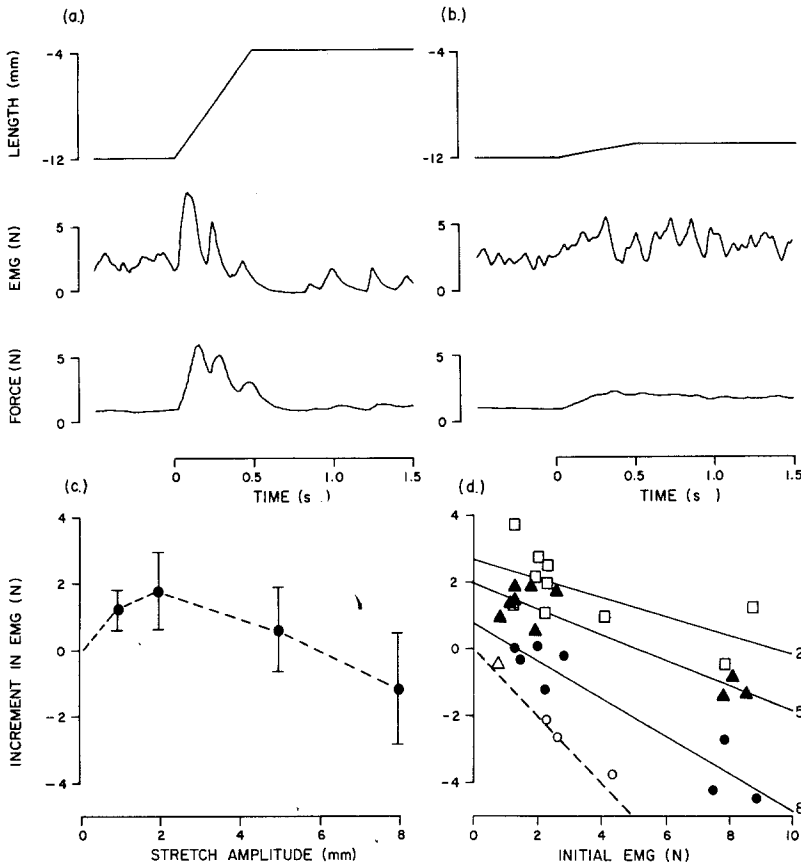 (a.)
(b.)
LENGTH (mm)
-4
-12
-4
-12
EMG (N)
5
0
5
0
FORCE (N)
5
0
5
0
0 0.5 1.0 1.5
TIME (s .)
0 0.5 1.0 1.5
TIME (s .)
(c.)
(d.)
INCREMENT IN EMG (N)
4
2
0
-2
-4
0 2 4 6 8
STRETCH AMPLITUDE (mm)
4
2
0
-2
-4
2
5
8
0 2 4 6 8 10
INITIAL EMG (N)